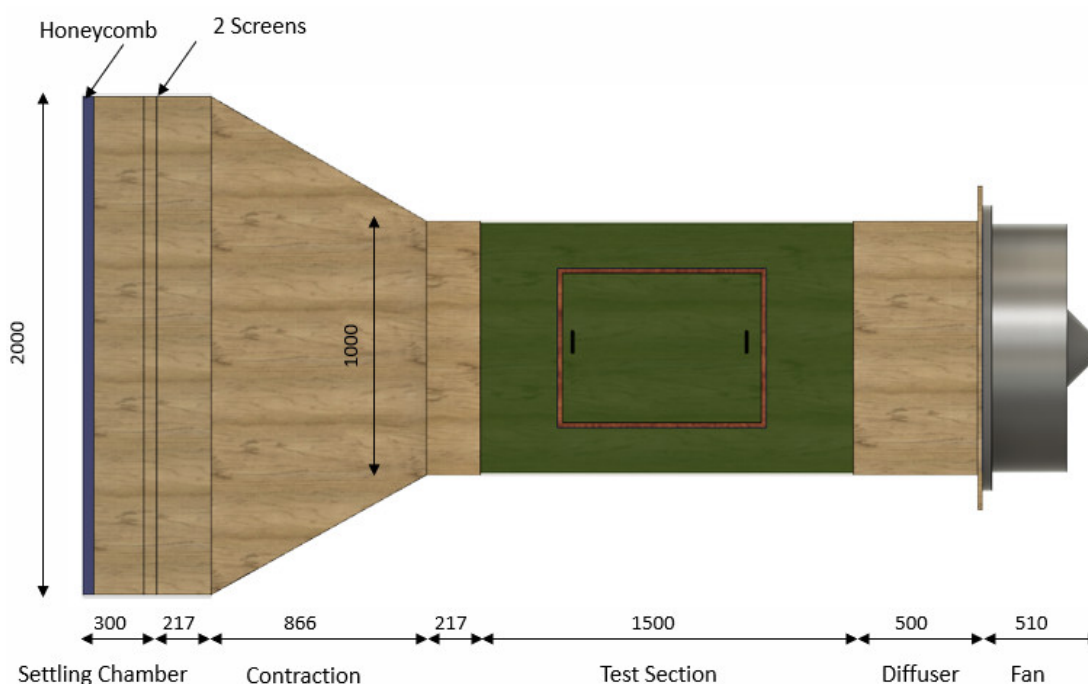 Honeycomb
2 Screens
2000
1000
300 217 866 217 1500 500 510
Settling Chamber Contraction Test Section Diffuser Fan